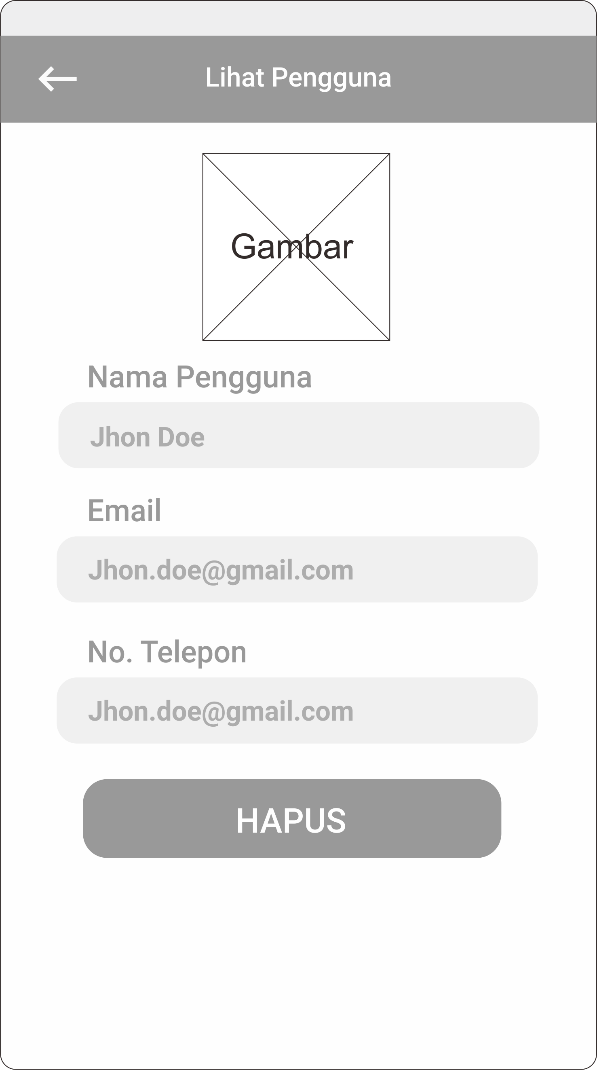 Lihat Pengguna
Gambar
Nama Pengguna
Jhon Doe
Email
Jhon.doe@gmail.com
No. Telepon
Jhon.doe@gmail.com
HAPUS